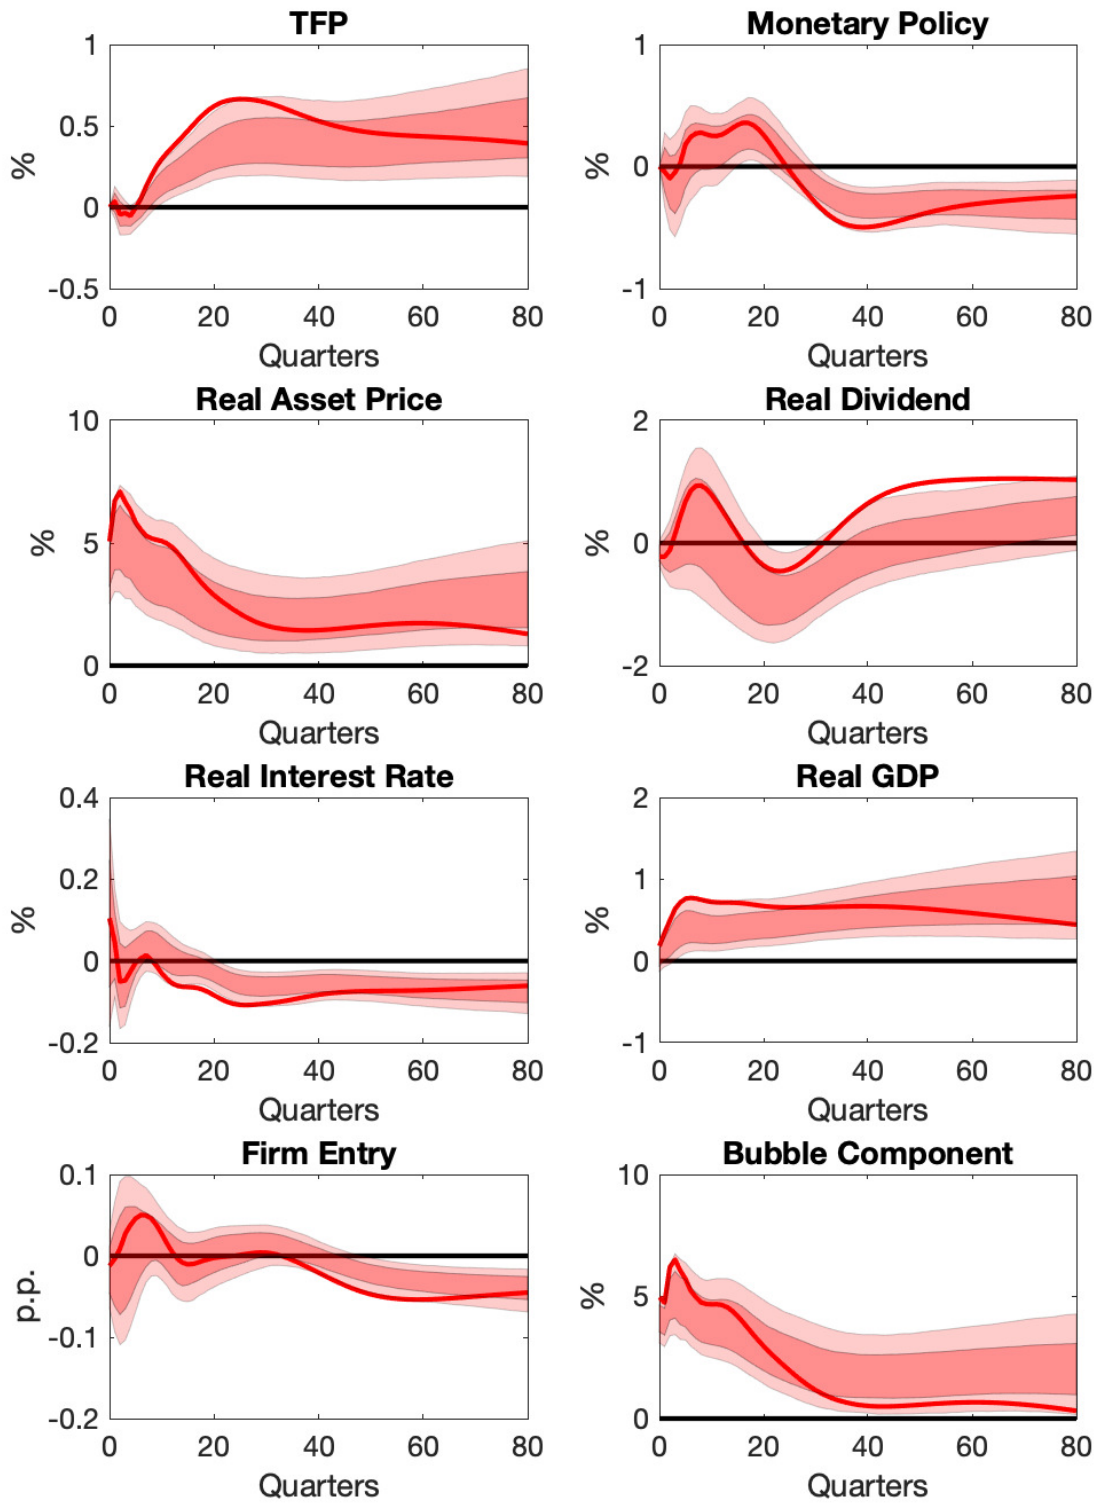 TFP
1
0.5
0
-0.5
%
0 20 40 60 80
Quarters
Monetary Policy
1
0
-1
%
0 20 40 60 80
Quarters
Real Asset Price
10
5
0
%
0 20 40 60 80
Quarters
Real Dividend
2
0
-2
%
0 20 40 60 80
Quarters
Real Interest Rate
0.4
0.2
0
-0.2
%
0 20 40 60 80
Quarters
Real GDP
2
1
0
-1
%
0 20 40 60 80
Quarters
Firm Entry
0.1
0
-0.1
-0.2
p.p.
0 20 40 60 80
Quarters
Bubble Component
10
5
0
%
0 20 40 60 80
Quarters